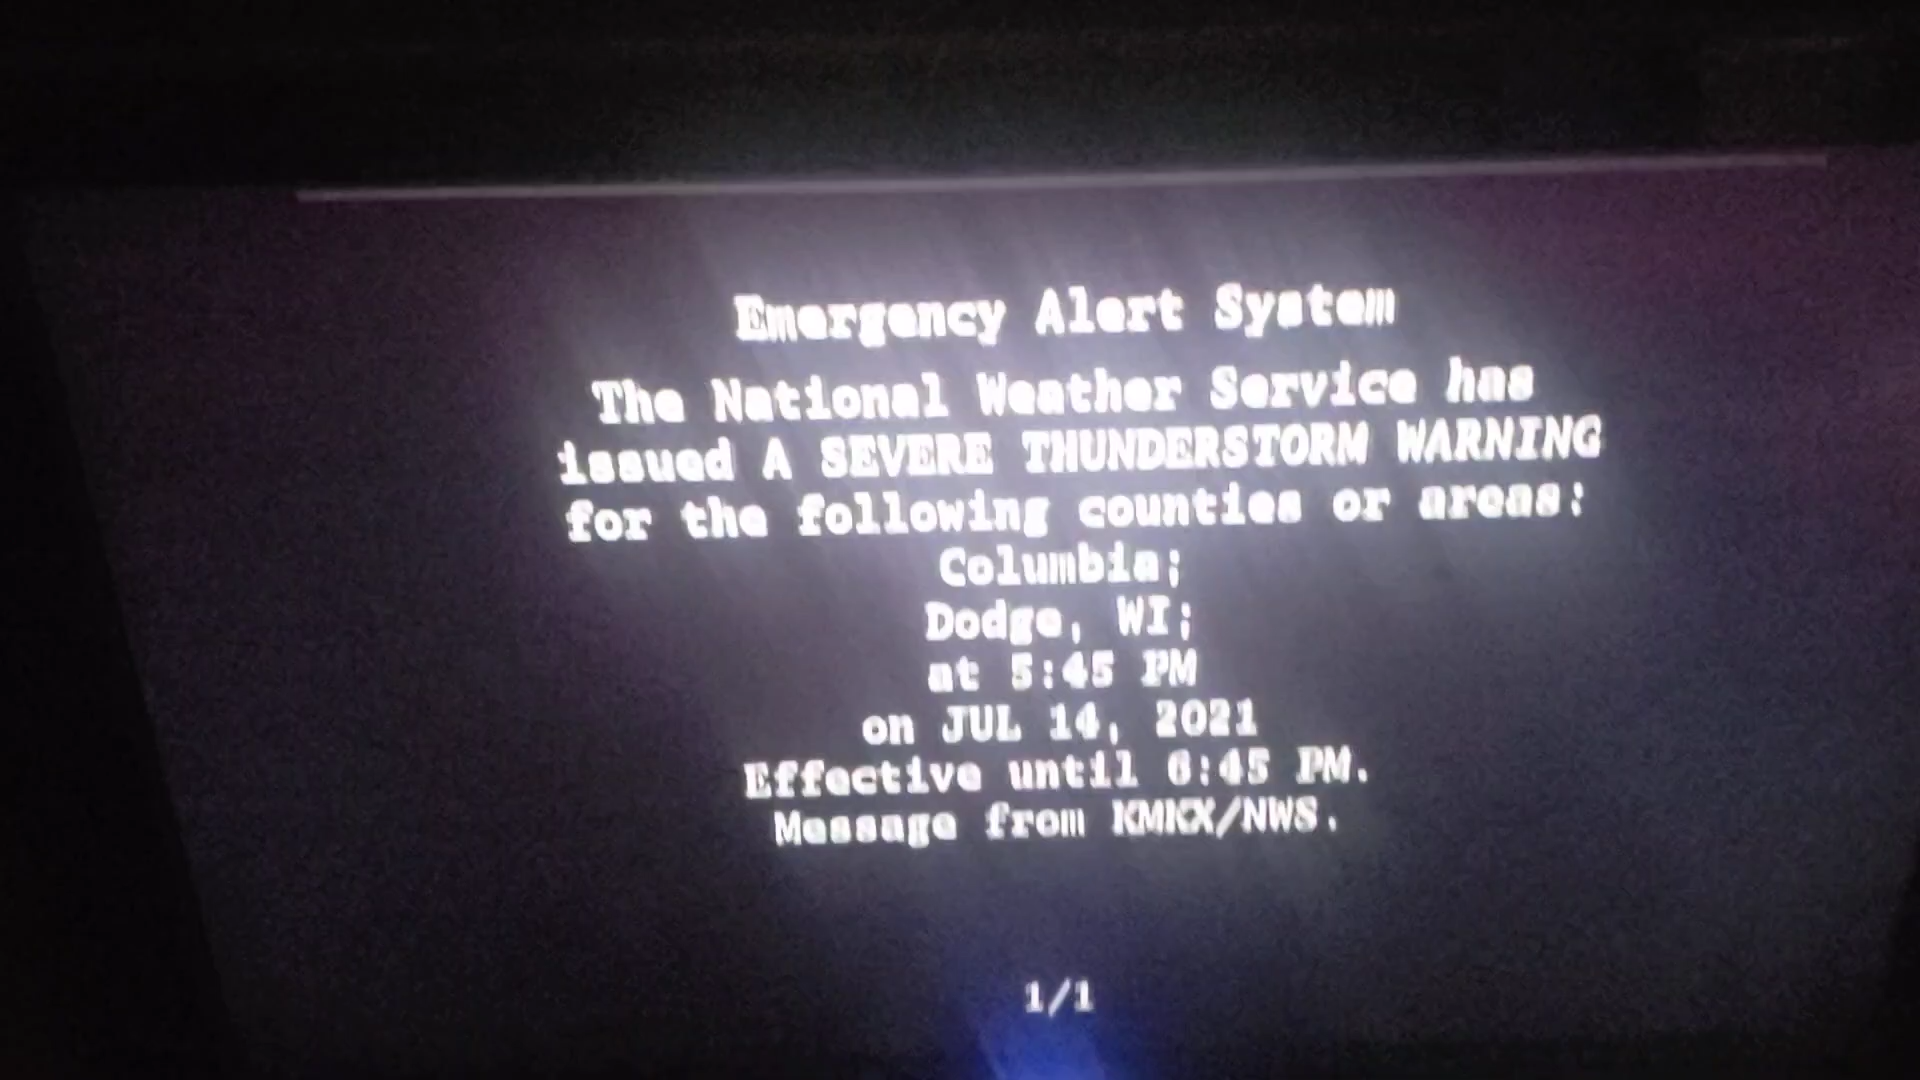 Emergency Alert System
The National Weather Service has
issued A SEVERE THUNDERSTORM WARNING
for the following counties or areas:
Columbia;
Dodge, WI;
at 5:45 PM
on JUL 14, 2021
Effective until 6:45 PM.
Message from KMKX/NWS.
1/1